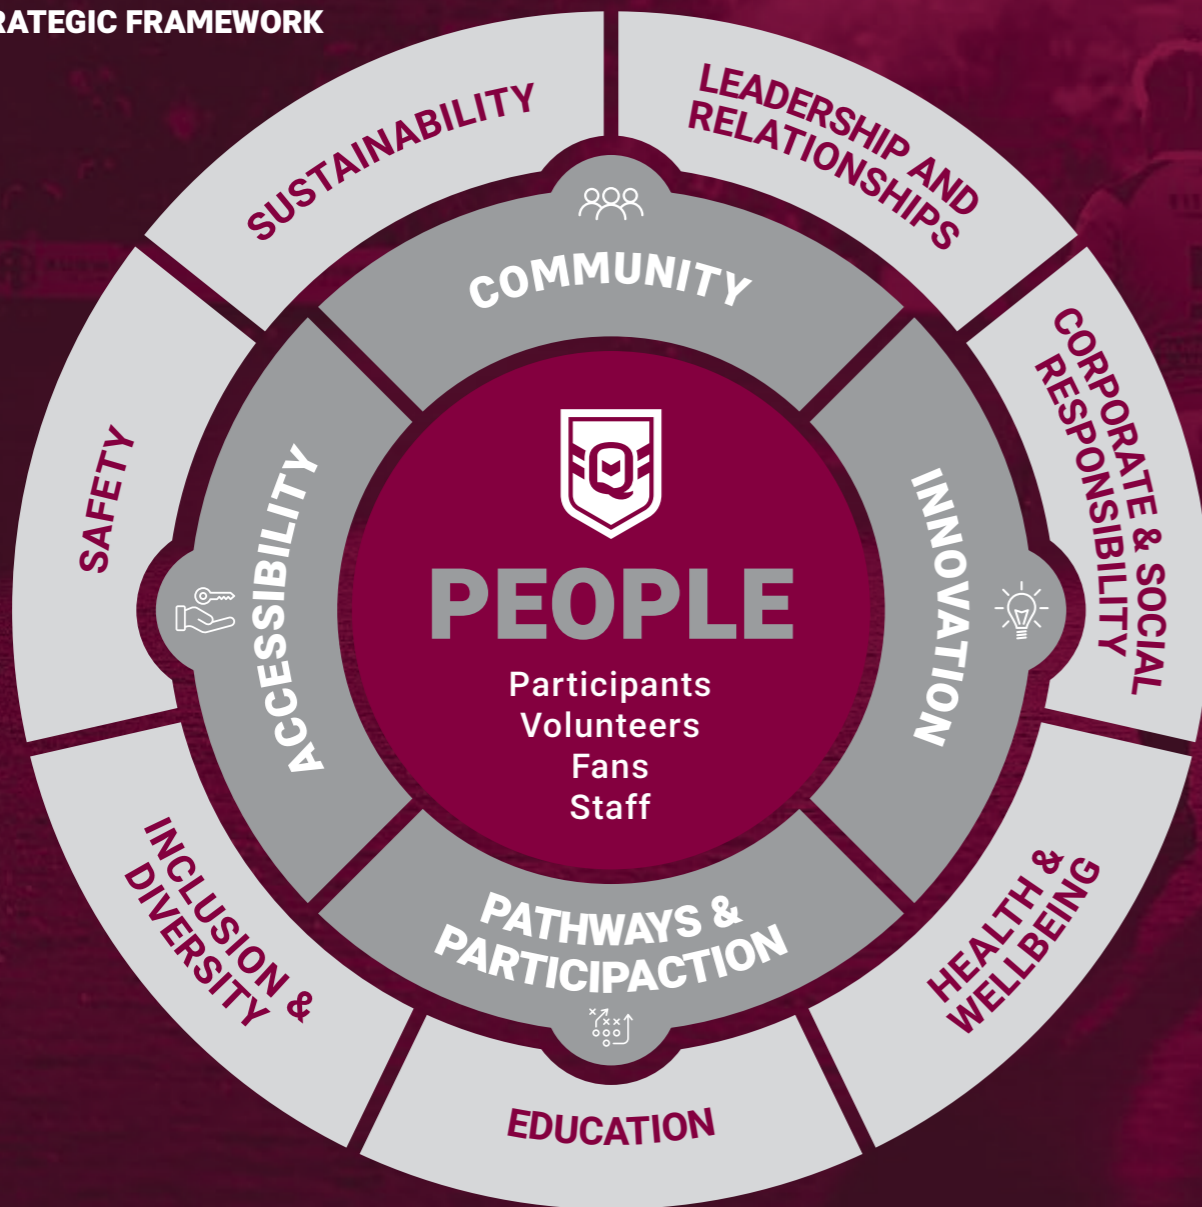 RATEGIC FRAMEWORK
SUSTAINABILITY
LEADERSHIP AND
RELATIONSHIPS
CORPORATE & SOCIAL
RESPONSIBILITY
HEALTH &
WELLBEING
EDUCATION
INCLUSION &
DIVERSITY
SAFETY
COMMUNITY
INNOVATION
PATHWAYS &
PARTICIPACTION
ACCESSIBILITY
Q
PEOPLE
Participants
Volunteers
Fans
Staff